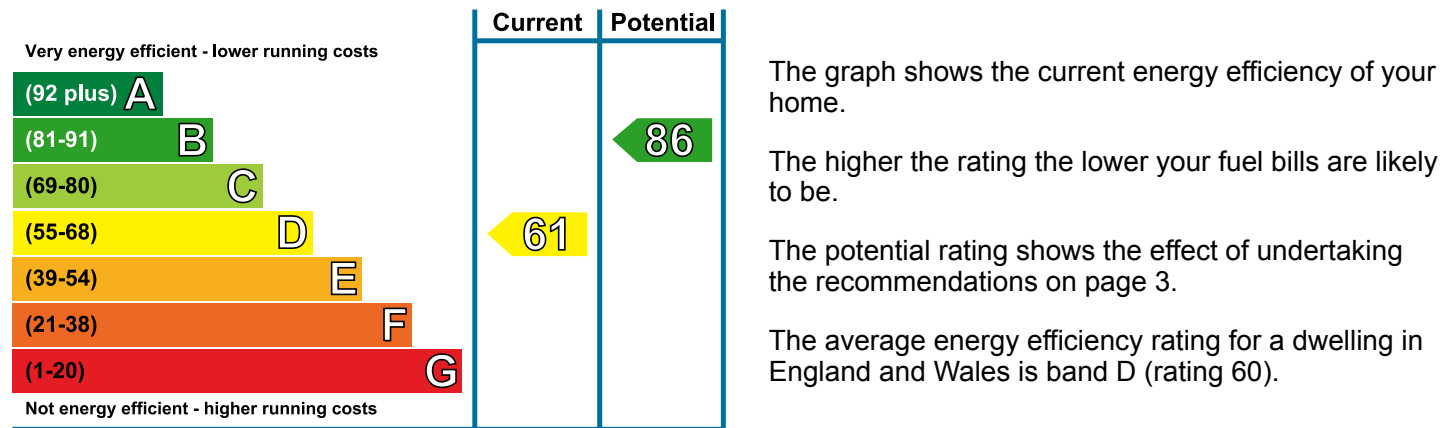 Current Potential
Very energy efficient - lower running costs
(92 plus) A
(81-91) B
86
(69-80) C
(55-68) D
61
(39-54) E
(21-38) F
(1-20) G
Not energy efficient - higher running costs
The graph shows the current energy efficiency of your
home.
The higher the rating the lower your fuel bills are likely
to be.
The potential rating shows the effect of undertaking
the recommendations on page 3.
The average energy efficiency rating for a dwelling in
England and Wales is band D (rating 60).